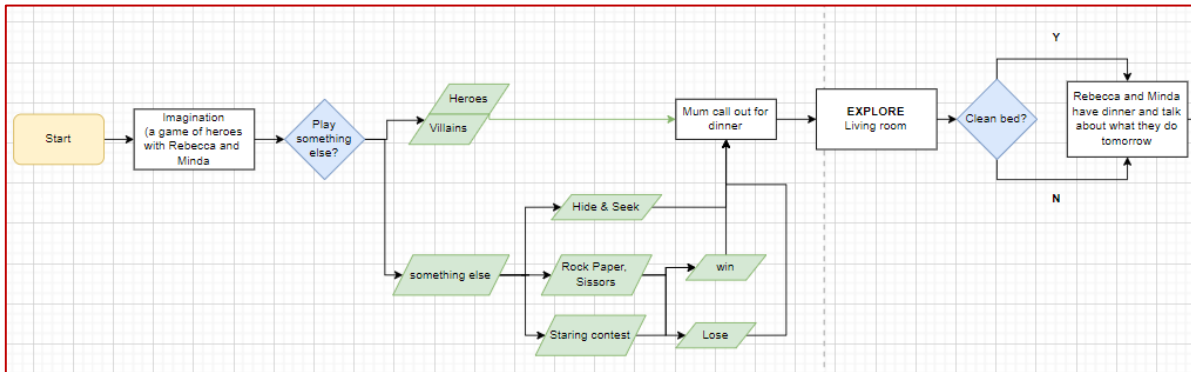 Start
Imagination
(a game of heroes
with Rebecca and
Minda
Play
something
else?
Heroes
Villains
something else
Hide & Seek
Rock Paper,
Sissors
Staring contest
win
Lose
Mum call out for
dinner
EXPLORE
Living room
Clean bed?
Y
N
Rebecca and Minda
have dinner and talk
about what they do
tomorrow